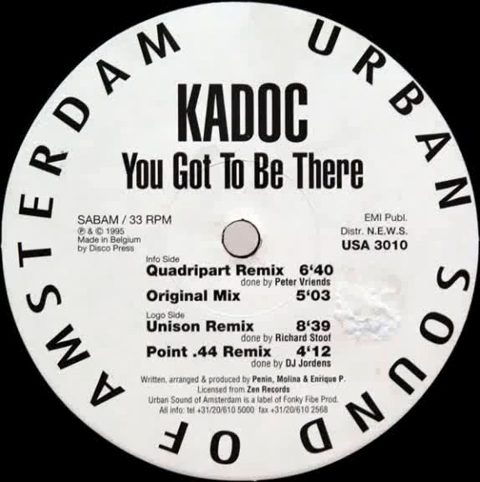 URBAN SOUND OF AMSTERDAM
KADOC
You Got To Be There
SABAM / 33 RPM
℗ & © 1995
Made in Belgium
by Disco Press
EMI Publ.
Distr. N.E.W.S.
USA 3010
Info Side
Quadripart Remix 6'40
done by Peter Vriends
Original Mix 5'03
Logo Side
Unison Remix 8'39
done by Richard Stoof
Point .44 Remix 4'12
done by DJ Jordens
Written, arranged & produced by Penin, Molina & Enrique P.
Licensed from Zen Records
Urban Sound of Amsterdam is a label of Fonky Fibe Prod.
All info: tel +31/20/610 5000 fax +31/20/610 2568